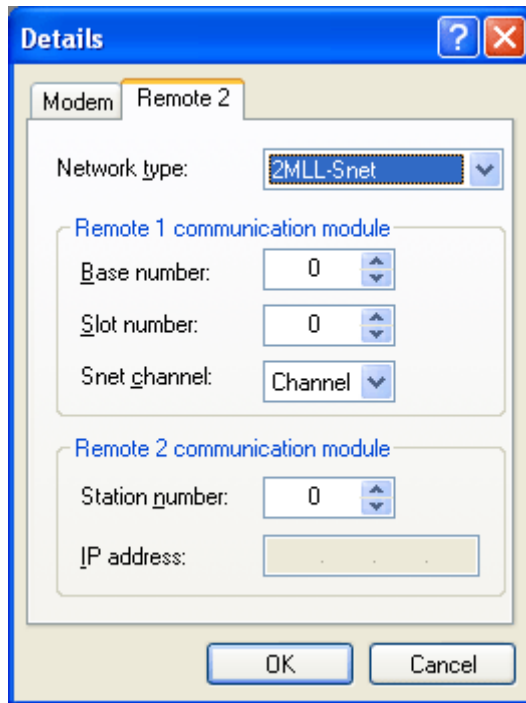 Details
Modem Remote 2
Network type: 2MLL-Snet
Remote 1 communication module
Base number: 0
Slot number: 0
Snet channel: Channel
Remote 2 communication module
Station number: 0
IP address: . . .
OK Cancel